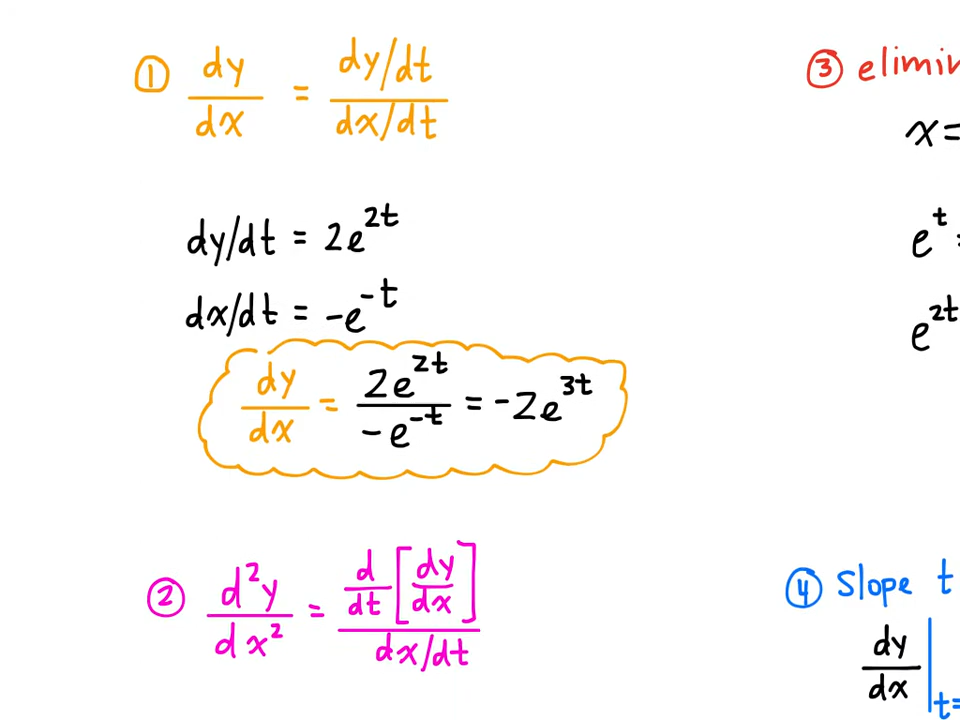 ① dy/dx = (dy/dt)/(dx/dt)
dy/dt = 2e^{2t}
dx/dt = -e^{-t}
dy/dx = 2e^{2t}/-e^{-t} = -2e^{3t}
② d²y/dx² = d/dt[dy/dx]/(dx/dt)
③ elimin
x =
e^t =
e^{2t}
④ Slope t
dy/dx |t=